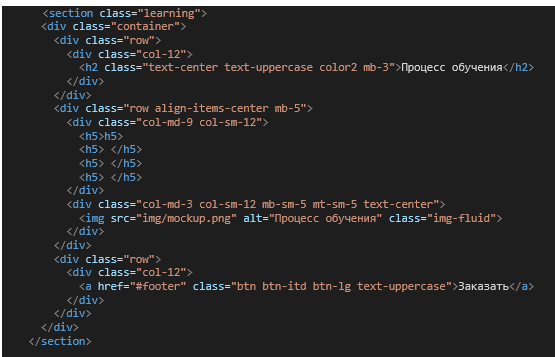 <section class="learning">
<div class="container">
<div class="row">
<div class="col-12">
<h2 class="text-center text-uppercase color2 mb-3">Процесс обучения</h2>
</div>
</div>
<div class="row align-items-center mb-5">
<div class="col-md-9 col-sm-12">
<h5>h5>
<h5> </h5>
<h5> </h5>
<h5> </h5>
</div>
<div class="col-md-3 col-sm-12 mb-sm-5 mt-sm-5 text-center">
<img src="img/mockup.png" alt="Процесс обучения" class="img-fluid">
</div>
</div>
<div class="row">
<div class="col-12">
<a href="#footer" class="btn btn-itd btn-lg text-uppercase">Заказать</a>
</div>
</div>
</div>
</section>